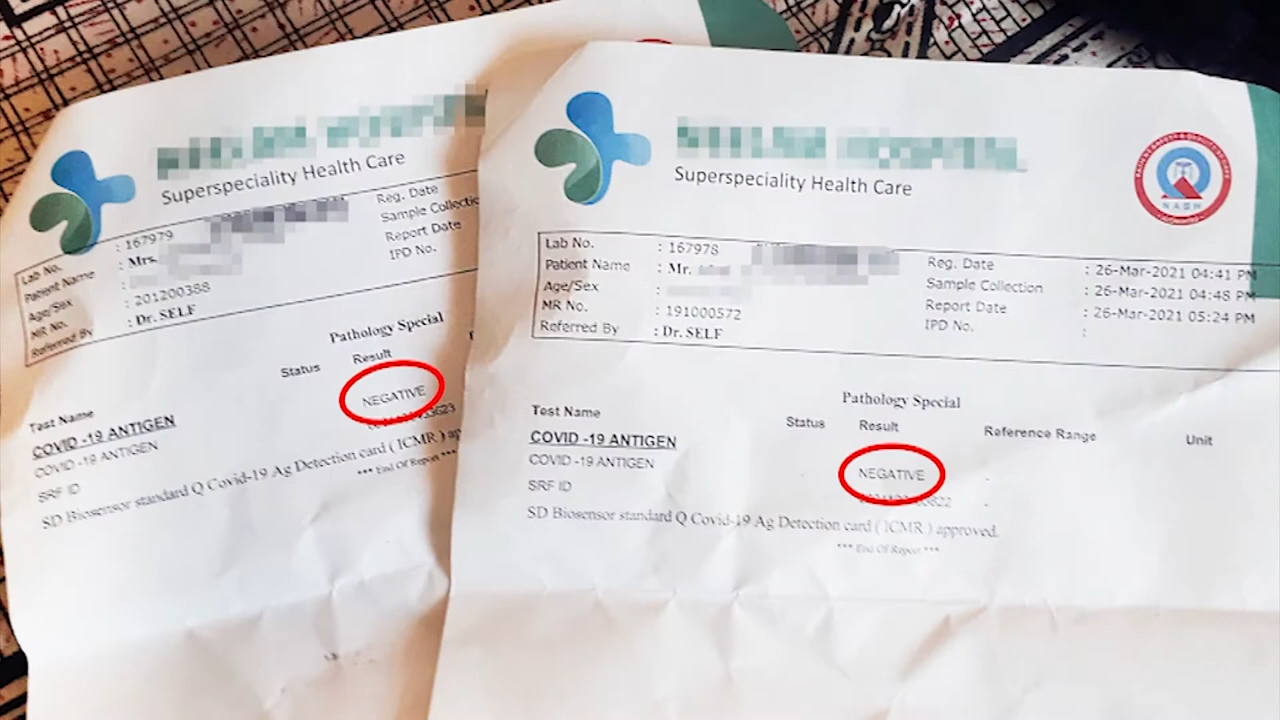 Superspeciality Health Care
Lab No. : 167979
Patient Name : Mrs.
Age/Sex :
MR No. : 201200388
Referred By : Dr. SELF
Reg. Date
Sample Collectio
Report Date
IPD No.
Pathology Special
Status Result
Test Name
COVID -19 ANTIGEN
COVID -19 ANTIGEN NEGATIVE
SRF ID
SD Biosensor standard Q Covid-19 Ag Detection card ( ICMR ) ap
*** End Of Report ***
Superspeciality Health Care
NABH
Lab No. : 167978
Patient Name : Mr.
Age/Sex :
MR No. : 191000572
Referred By : Dr. SELF
Reg. Date : 26-Mar-2021 04:41 PM
Sample Collection : 26-Mar-2021 04:48 PM
Report Date : 26-Mar-2021 05:24 PM
IPD No. :
Pathology Special
Test Name Status Result Reference Range Unit
COVID -19 ANTIGEN
COVID -19 ANTIGEN NEGATIVE -
SRF ID -
SD Biosensor standard Q Covid-19 Ag Detection card ( ICMR ) approved.
*** End Of Report ***